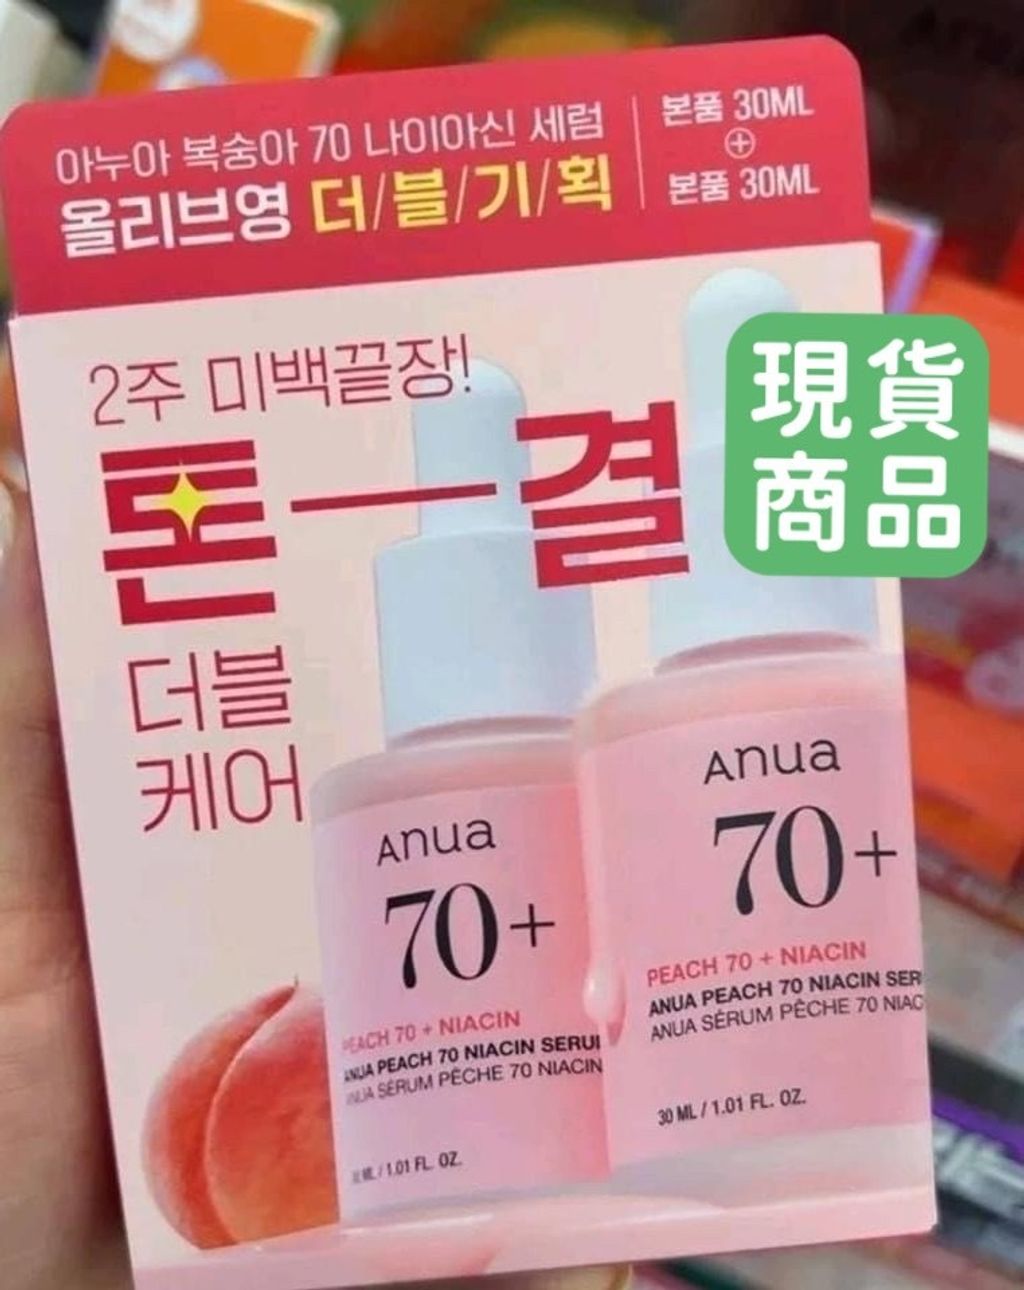 아누아 복숭아 70 나이아신 세럼
올리브영 더/블/기/획
본품 30ML
+
본품 30ML
2주 미백끝장!
톤—결
더블
케어
現貨
商品
Anua
70+
PEACH 70 + NIACIN
ANUA PEACH 70 NIACIN SERU
ANUA SÉRUM PÊCHE 70 NIACIN
ML / 1.01 FL. OZ.
Anua
70+
PEACH 70 + NIACIN
ANUA PEACH 70 NIACIN SER
ANUA SÉRUM PÊCHE 70 NIAC
30 ML / 1.01 FL. OZ.